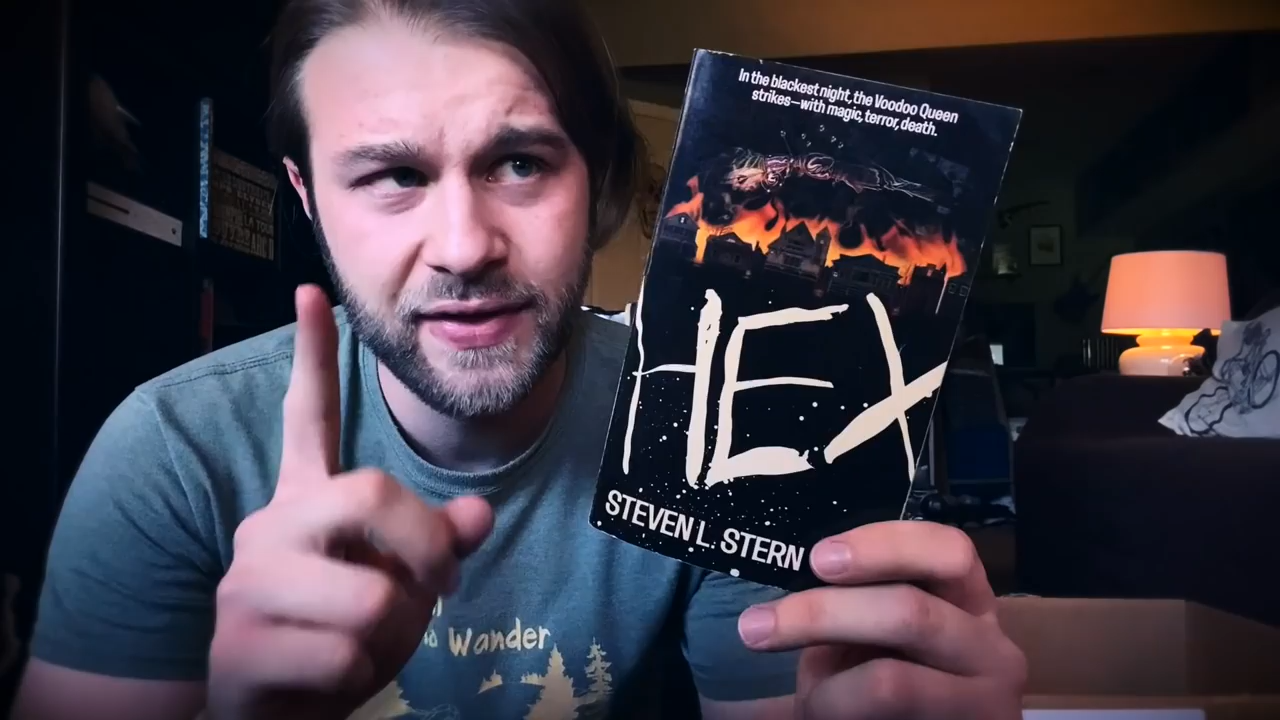 In the blackest night, the Voodoo Queen
strikes—with magic, terror, death.
HEX
STEVEN L. STERN
Wander